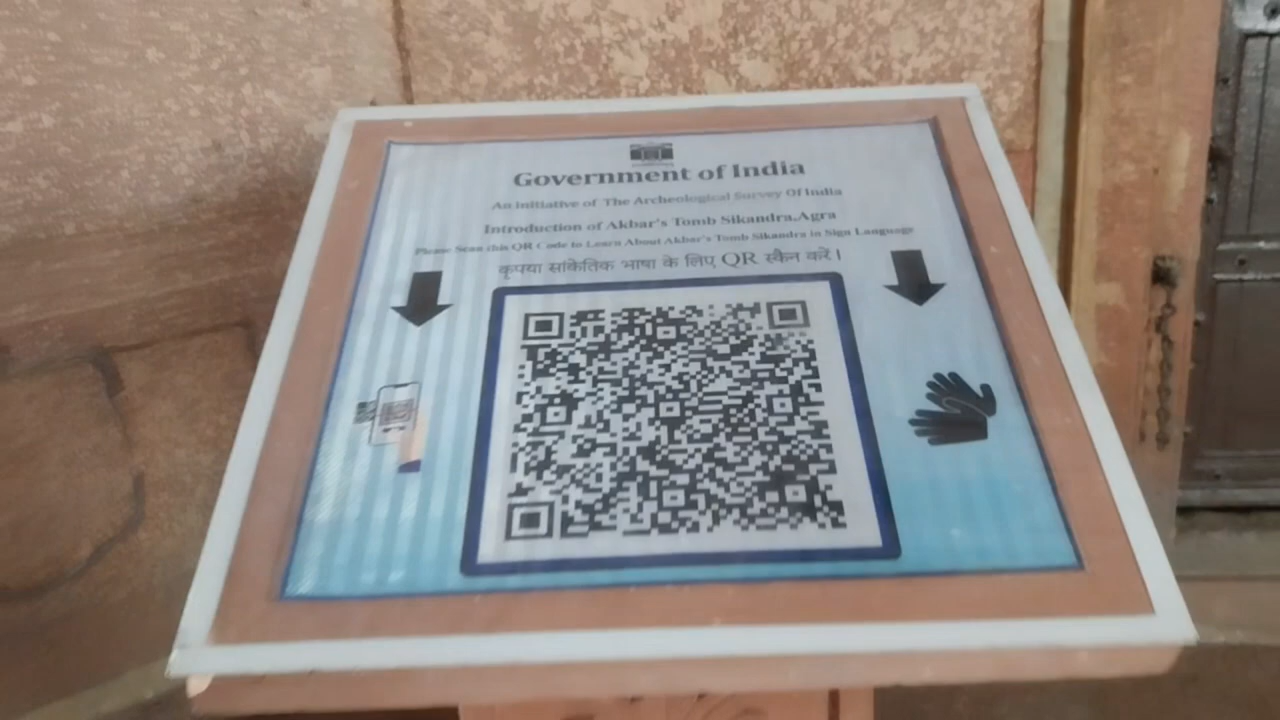 Government of India
An Initiative of The Archeological Survey Of India
Introduction of Akbar's Tomb Sikandra,Agra
Please Scan this QR Code to Learn About Akbar's Tomb Sikandra in Sign Language
कृपया सांकेतिक भाषा के लिए QR स्कैन करें।